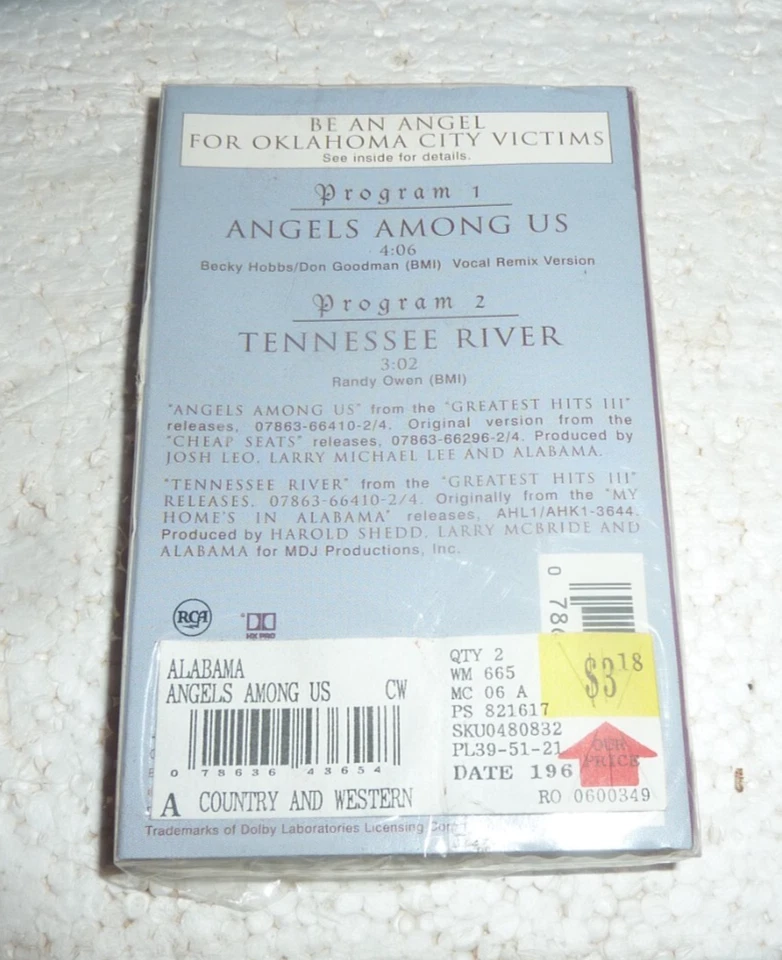 BE AN ANGEL
FOR OKLAHOMA CITY VICTIMS
See inside for details.
Program 1
ANGELS AMONG US
4:06
Becky Hobbs/Don Goodman (BMI) Vocal Remix Version
Program 2
TENNESSEE RIVER
3:02
Randy Owen (BMI)
"ANGELS AMONG US" from the "GREATEST HITS III"
releases, 07863-66410-2/4. Original version from the
"CHEAP SEATS" releases, 07863-66296-2/4. Produced by
JOSH LEO, LARRY MICHAEL LEE AND ALABAMA.
"TENNESSEE RIVER" from the "GREATEST HITS III"
RELEASES, 07863-66410-2/4. Originally from the "MY
HOME'S IN ALABAMA" releases, AHL1/AHK1-3644.
Produced by HAROLD SHEDD, LARRY MCBRIDE AND
ALABAMA for MDJ Productions, Inc.
RCA
HX PRO
0 786
ALABAMA
ANGELS AMONG US CW
0 78636 43654
A COUNTRY AND WESTERN
QTY 2
WM 665
MC 06 A
PS 821617
SKU0480832
PL39-51-21
DATE 196
RO 0600349
$3.18
OUR
PRICE
Trademarks of Dolby Laboratories Licensing